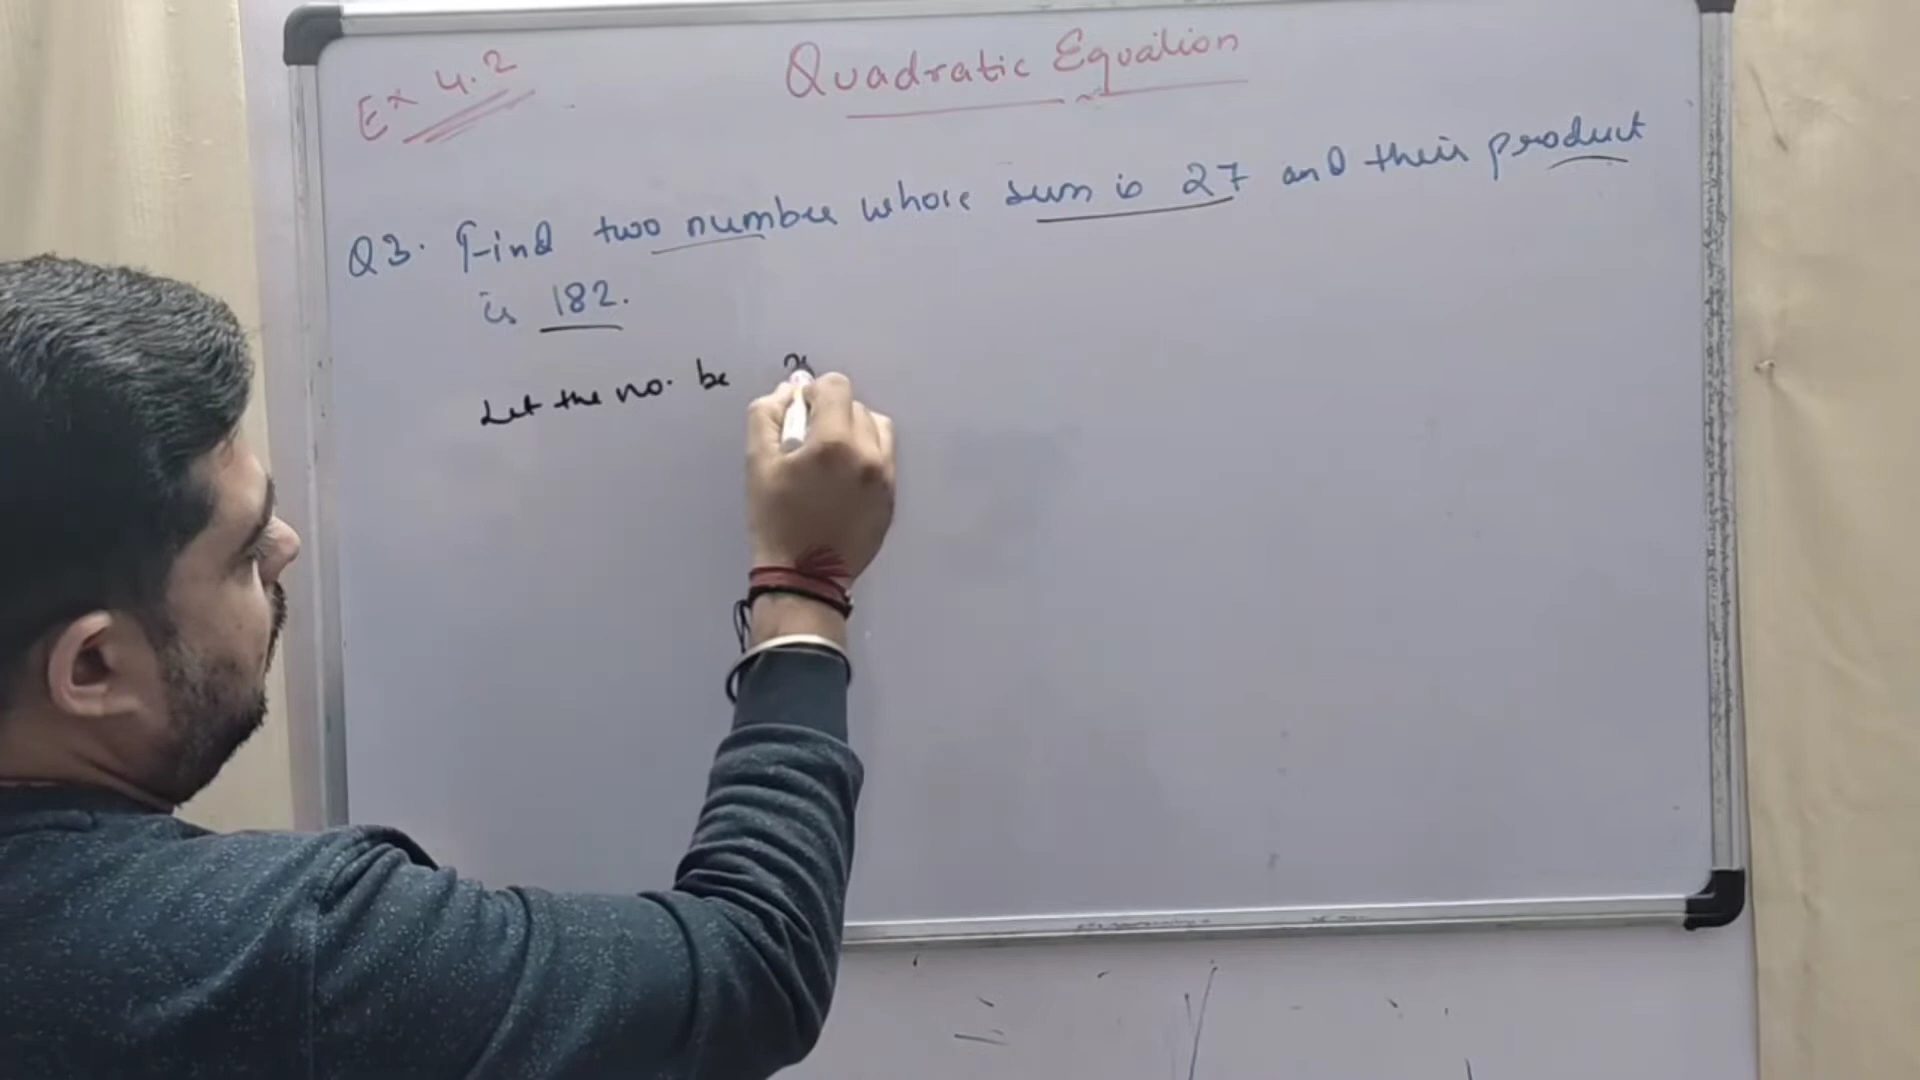 Ex 4.2
Quadratic Equation
Q3. Find two number whose sum is 27 and their product
is 182.
Let the no. be x